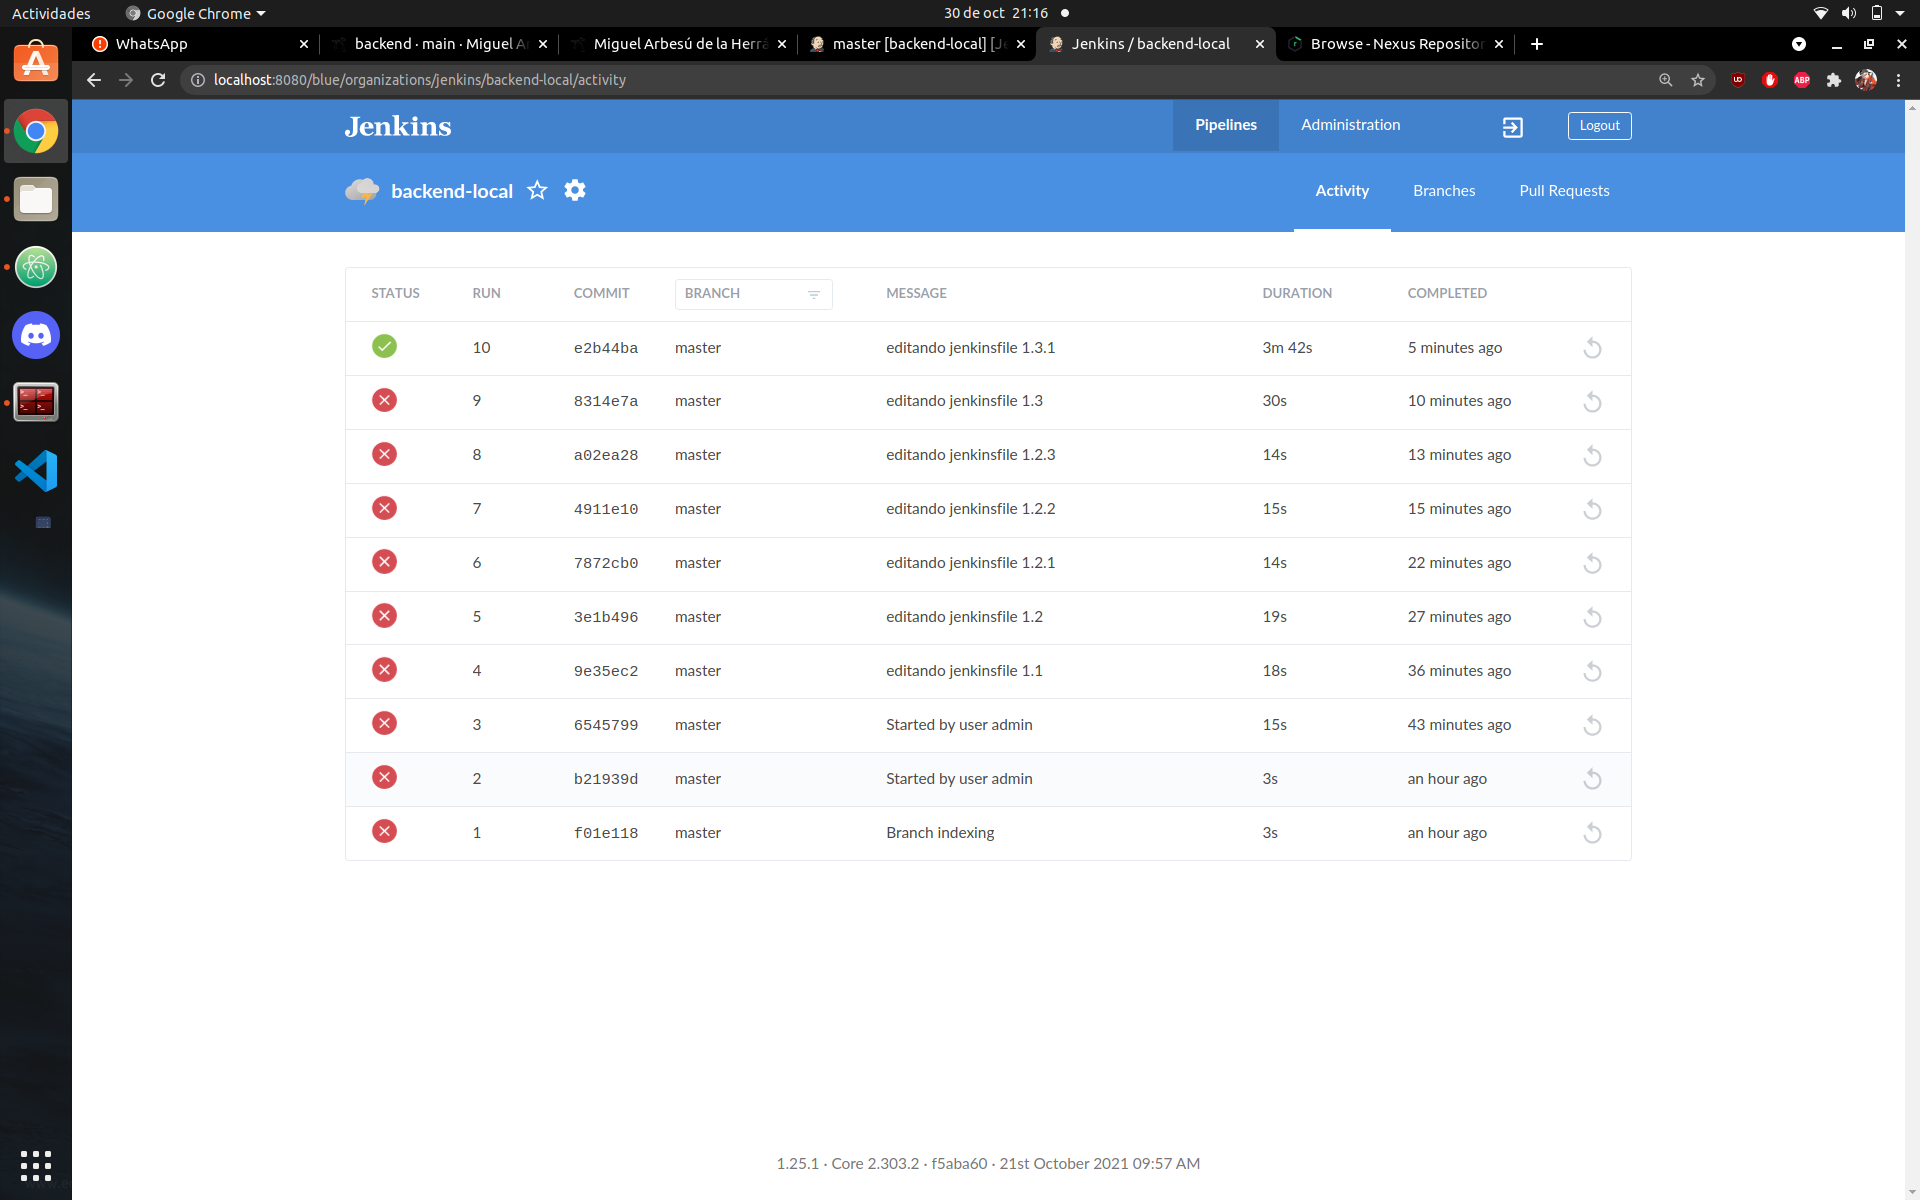 Actividades Google Chrome 30 de oct 21:16
WhatsApp backend · main · Miguel A Miguel Arbesú de la Herrá master [backend-local] [Je Jenkins / backend-local Browse - Nexus Repositor
localhost:8080/blue/organizations/jenkins/backend-local/activity ABP
Jenkins Pipelines Administration Logout
backend-local Activity Branches Pull Requests
STATUS RUN COMMIT BRANCH MESSAGE DURATION COMPLETED
10 e2b44ba master editando jenkinsfile 1.3.1 3m 42s 5 minutes ago
9 8314e7a master editando jenkinsfile 1.3 30s 10 minutes ago
8 a02ea28 master editando jenkinsfile 1.2.3 14s 13 minutes ago
7 4911e10 master editando jenkinsfile 1.2.2 15s 15 minutes ago
6 7872cb0 master editando jenkinsfile 1.2.1 14s 22 minutes ago
5 3e1b496 master editando jenkinsfile 1.2 19s 27 minutes ago
4 9e35ec2 master editando jenkinsfile 1.1 18s 36 minutes ago
3 6545799 master Started by user admin 15s 43 minutes ago
2 b21939d master Started by user admin 3s an hour ago
1 f01e118 master Branch indexing 3s an hour ago
1.25.1 · Core 2.303.2 · f5aba60 · 21st October 2021 09:57 AM